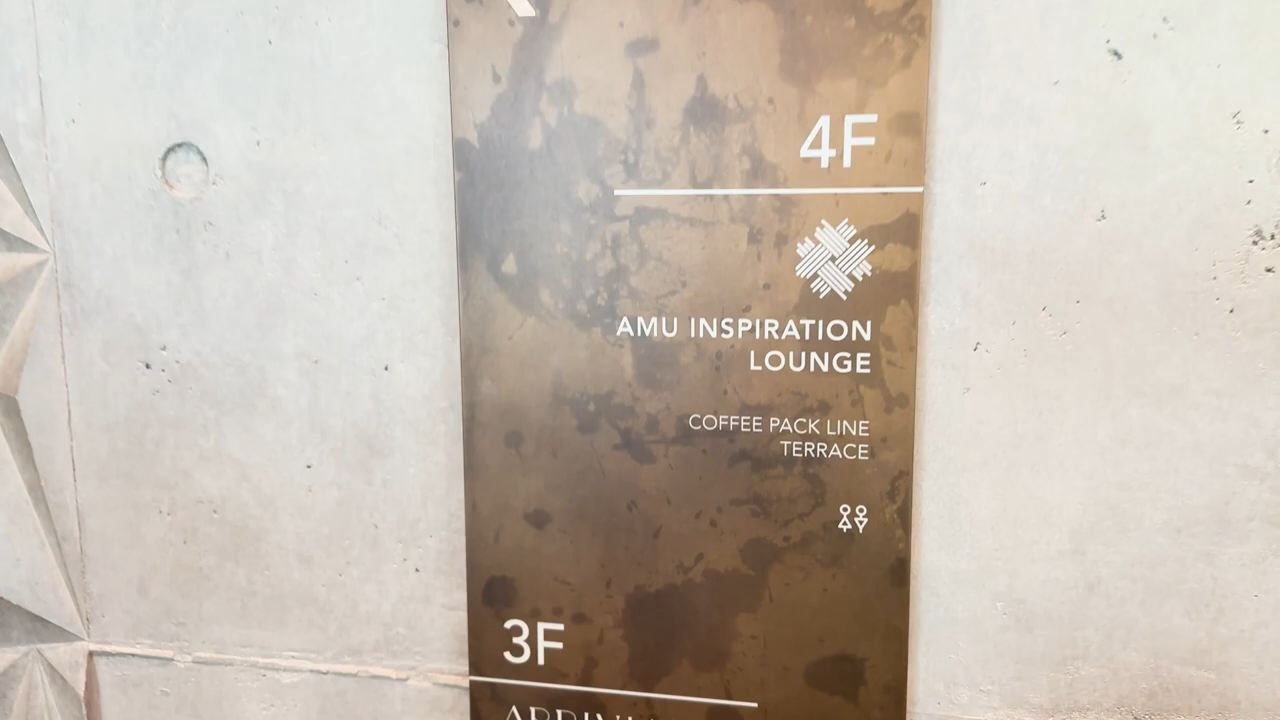 4F
AMU INSPIRATION
LOUNGE
COFFEE PACK LINE
TERRACE
3F